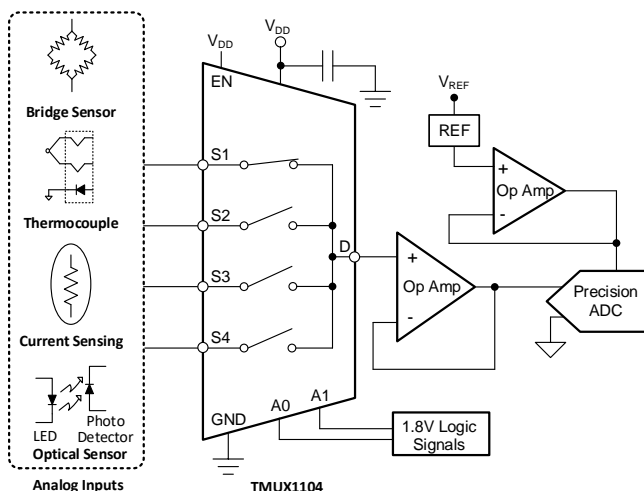 Bridge Sensor
Thermocouple
Current Sensing
LED
Photo
Detector
Optical Sensor
Analog Inputs
VDD
VDD
EN
S1
S2
S3
S4
D
GND
A0
A1
TMUX1104
1.8V Logic
Signals
+
Op Amp
-
VREF
REF
+
Op Amp
-
Precision
ADC